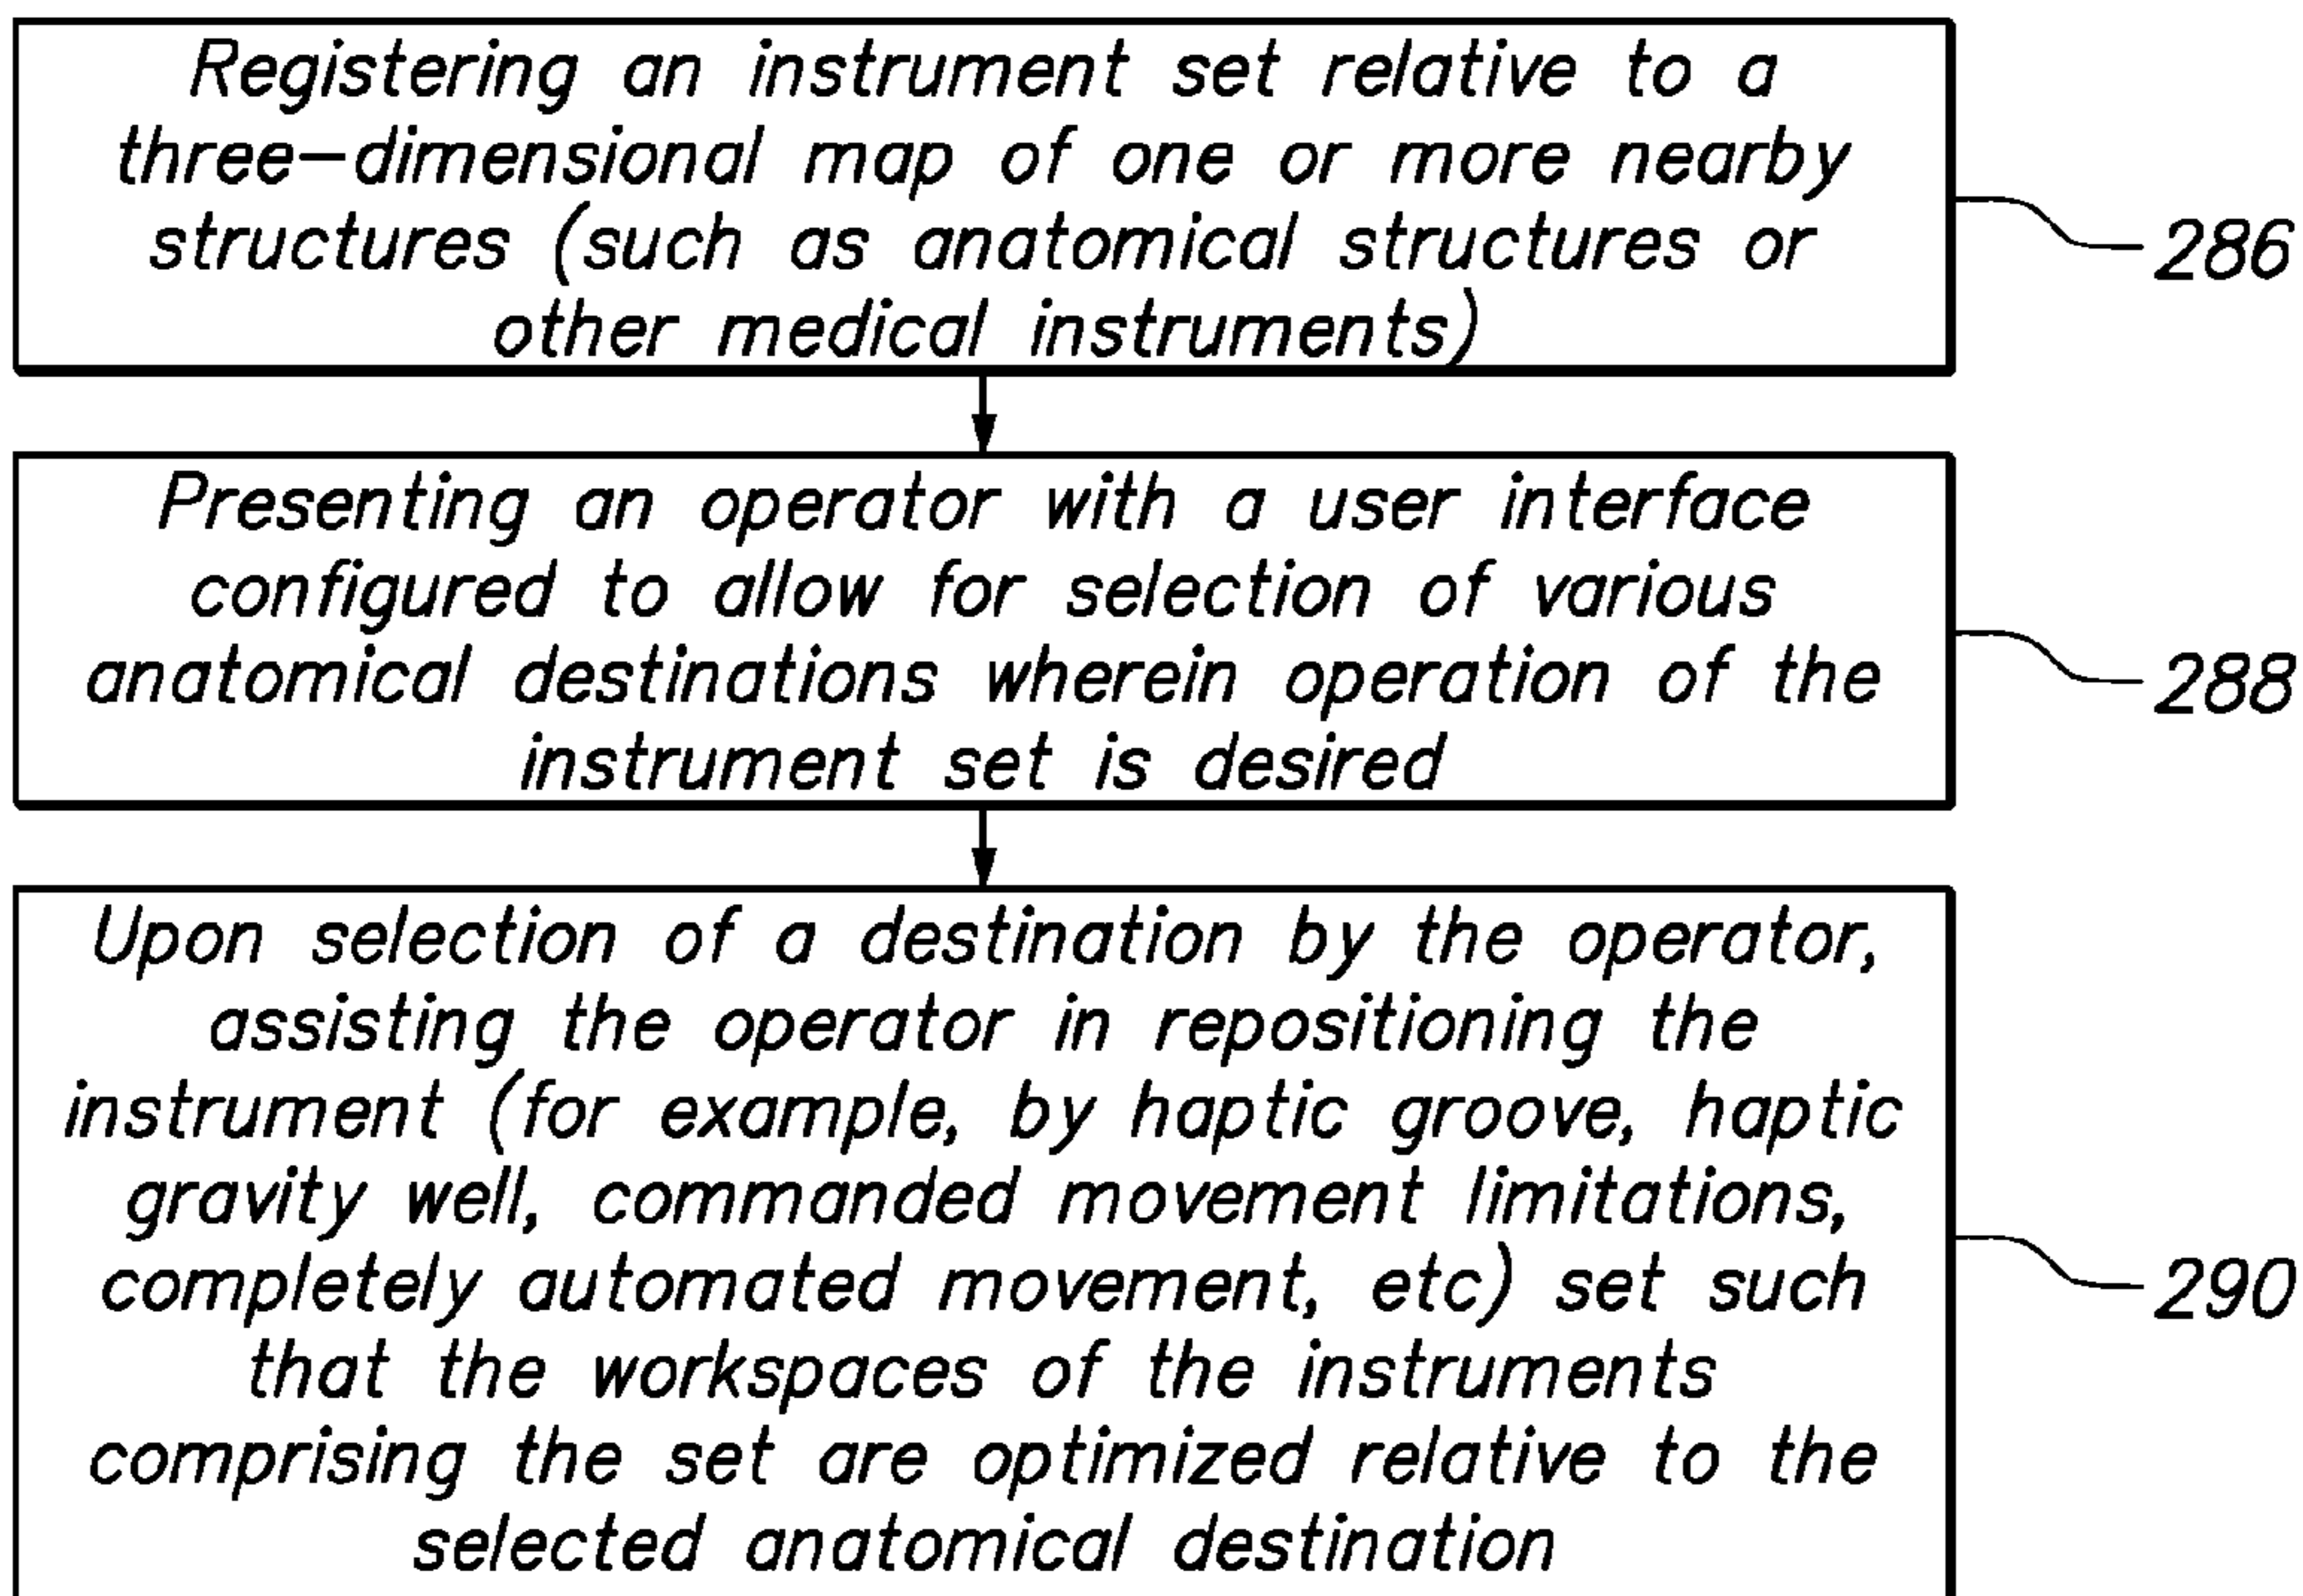 Registering an instrument set relative to a
three-dimensional map of one or more nearby
structures (such as anatomical structures or
other medical instruments)
286
Presenting an operator with a user interface
configured to allow for selection of various
anatomical destinations wherein operation of the
instrument set is desired
288
Upon selection of a destination by the operator,
assisting the operator in repositioning the
instrument (for example, by haptic groove, haptic
gravity well, commanded movement limitations,
completely automated movement, etc) set such
that the workspaces of the instruments
comprising the set are optimized relative to the
selected anatomical destination
290